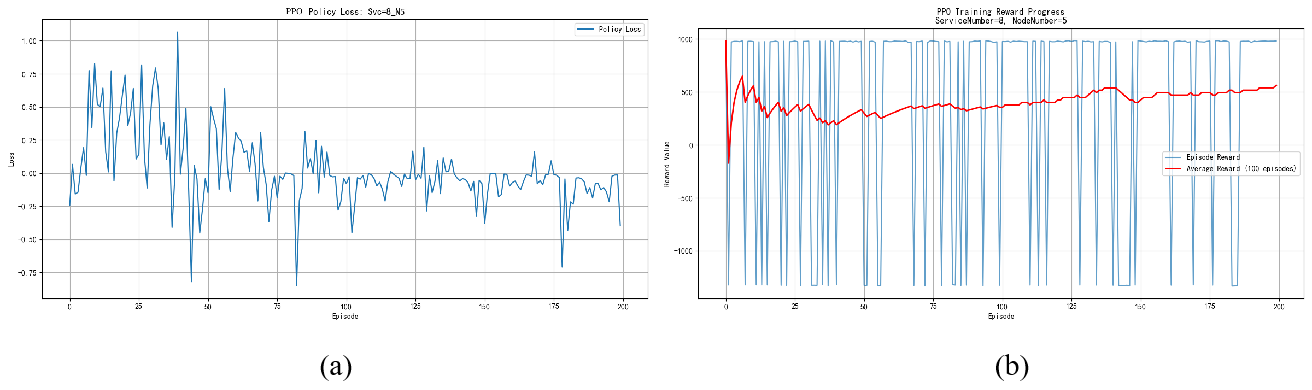 PPO Policy Loss: Svc=8_N5
Policy Loss
1.00
0.75
0.50
0.25
0.00
−0.25
−0.50
−0.75
Loss
0
25
50
75
100
125
150
175
200
Episode
(a)
PPO Training Reward Progress
ServiceNumber=8, NodeNumber=5
1000
500
0
−500
−1000
Reward Value
Episode Reward
Average Reward (100 episodes)
0
25
50
75
100
125
150
175
200
Episode
(b)